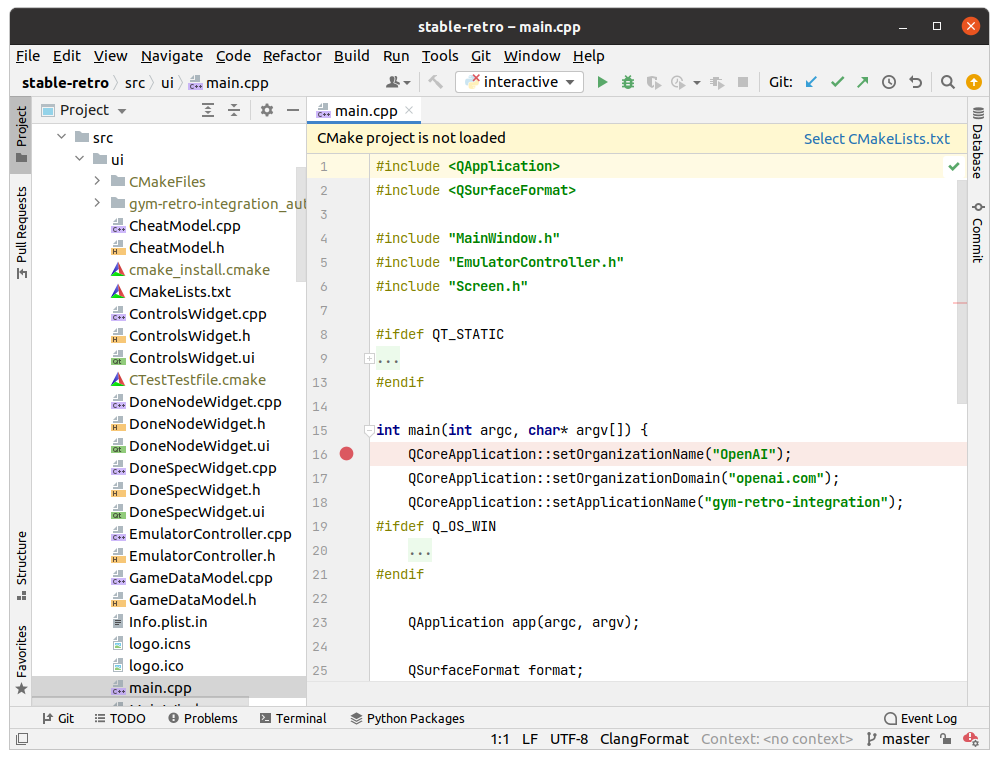 stable-retro – main.cpp
File Edit View Navigate Code Refactor Build Run Tools Git Window Help
stable-retro src ui main.cpp interactive Git:
Project
main.cpp
Project
Pull Requests
Structure
Favorites
src
ui
CMakeFiles
gym-retro-integration_aut
CheatModel.cpp
CheatModel.h
cmake_install.cmake
CMakeLists.txt
ControlsWidget.cpp
ControlsWidget.h
ControlsWidget.ui
CTestTestfile.cmake
DoneNodeWidget.cpp
DoneNodeWidget.h
DoneNodeWidget.ui
DoneSpecWidget.cpp
DoneSpecWidget.h
DoneSpecWidget.ui
EmulatorController.cpp
EmulatorController.h
GameDataModel.cpp
GameDataModel.h
Info.plist.in
logo.icns
logo.ico
main.cpp
CMake project is not loaded Select CMakeLists.txt
1 #include <QApplication>
2 #include <QSurfaceFormat>
3
4 #include "MainWindow.h"
5 #include "EmulatorController.h"
6 #include "Screen.h"
7
8 #ifdef QT_STATIC
9 ...
13 #endif
14
15 int main(int argc, char* argv[]) {
16 QCoreApplication::setOrganizationName("OpenAI");
17 QCoreApplication::setOrganizationDomain("openai.com");
18 QCoreApplication::setApplicationName("gym-retro-integration");
19 #ifdef Q_OS_WIN
20 ...
21 #endif
22
23 QApplication app(argc, argv);
24
25 QSurfaceFormat format;
Database
Commit
Git TODO Problems Terminal Python Packages Event Log
1:1 LF UTF-8 ClangFormat Context: <no context> master